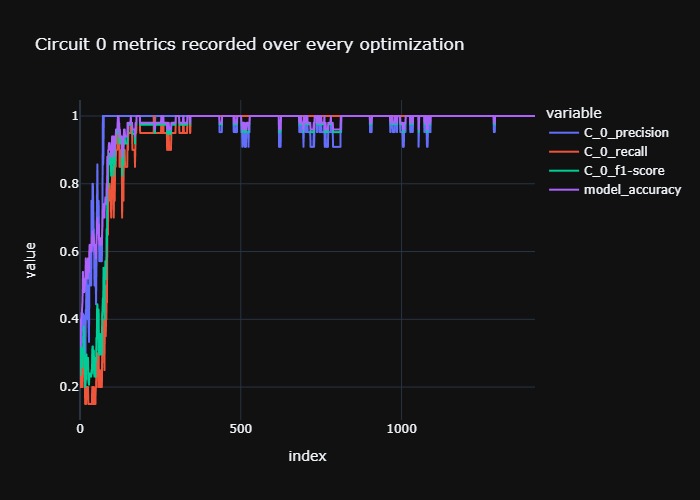 Circuit 0 metrics recorded over every optimization
variable
C_0_precision
C_0_recall
C_0_f1-score
model_accuracy
value
1
0.8
0.6
0.4
0.2
0
500
1000
index